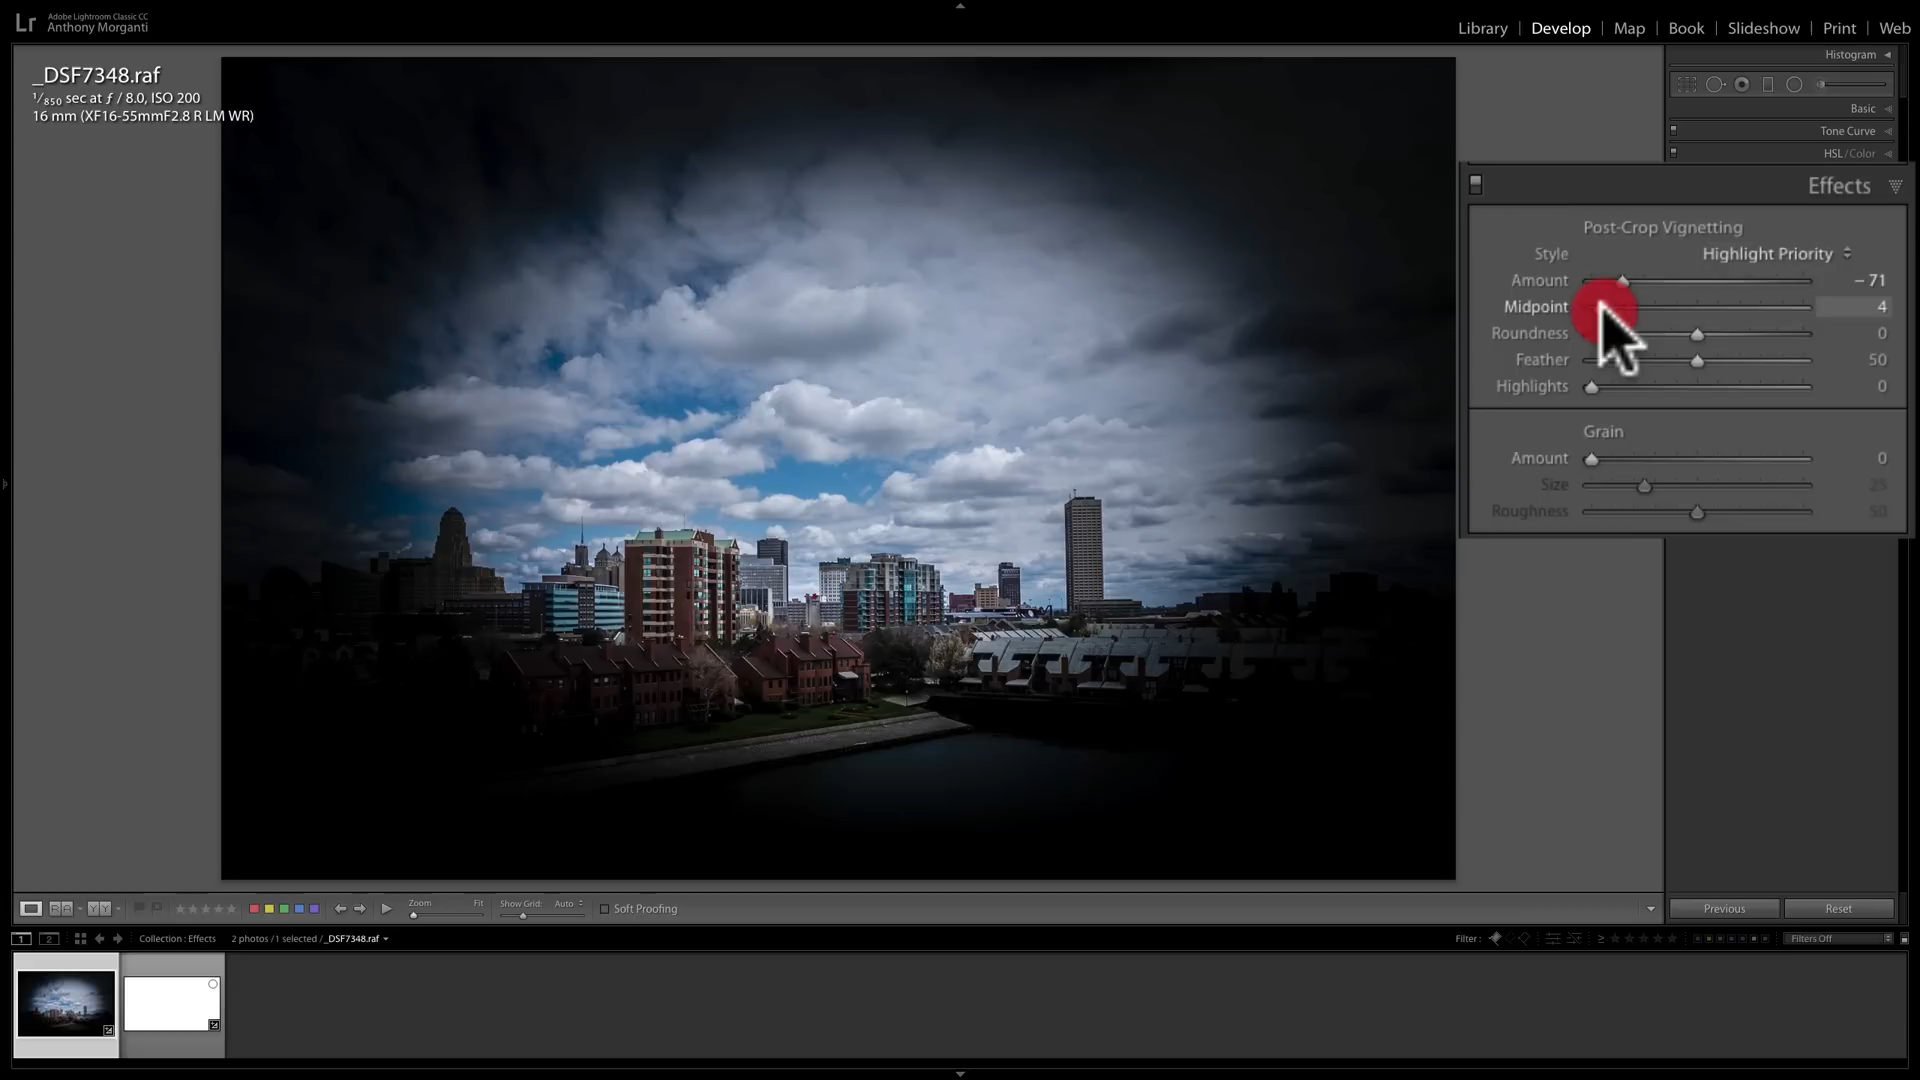 Lr
Adobe Lightroom Classic CC
Anthony Morganti
Library | Develop | Map | Book | Slideshow | Print | Web
_DSF7348.raf
1/850 sec at ƒ / 8.0, ISO 200
16 mm (XF16-55mmF2.8 R LM WR)
Histogram
Basic
Tone Curve
HSL/Color
Effects
Post-Crop Vignetting
Style Highlight Priority
Amount – 71
Midpoint 4
Roundness 0
Feather 50
Highlights 0
Grain
Amount 0
Size 25
Roughness 50
R A Y Y Zoom Fit Show Grid: Auto Soft Proofing
Previous Reset
1 2 Collection : Effects 2 photos / 1 selected / _DSF7348.raf Filter : ≥ Filters Off